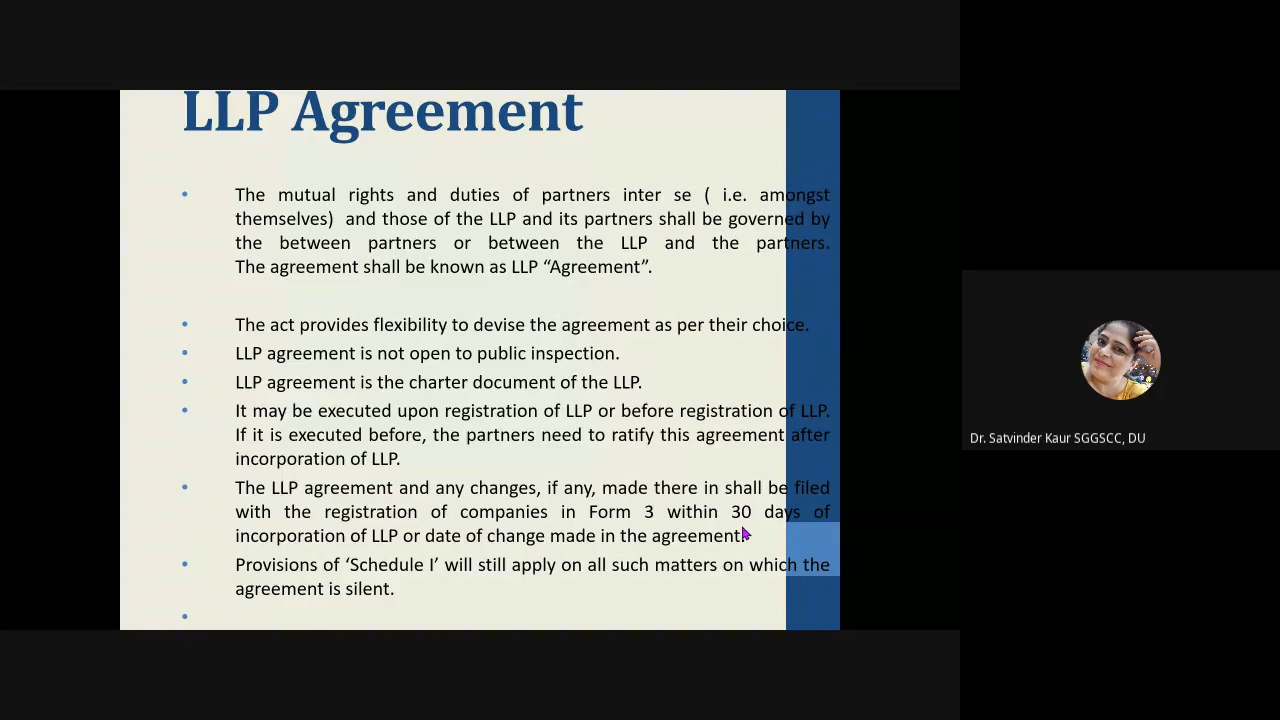 LLP Agreement
The mutual rights and duties of partners inter se ( i.e. amongst
themselves) and those of the LLP and its partners shall be governed by
the between partners or between the LLP and the partners.
The agreement shall be known as LLP “Agreement”.
The act provides flexibility to devise the agreement as per their choice.
LLP agreement is not open to public inspection.
LLP agreement is the charter document of the LLP.
It may be executed upon registration of LLP or before registration of LLP.
If it is executed before, the partners need to ratify this agreement after
incorporation of LLP.
The LLP agreement and any changes, if any, made there in shall be filed
with the registration of companies in Form 3 within 30 days of
incorporation of LLP or date of change made in the agreement.
Provisions of ‘Schedule I’ will still apply on all such matters on which the
agreement is silent.
Dr. Satvinder Kaur SGGSCC, DU